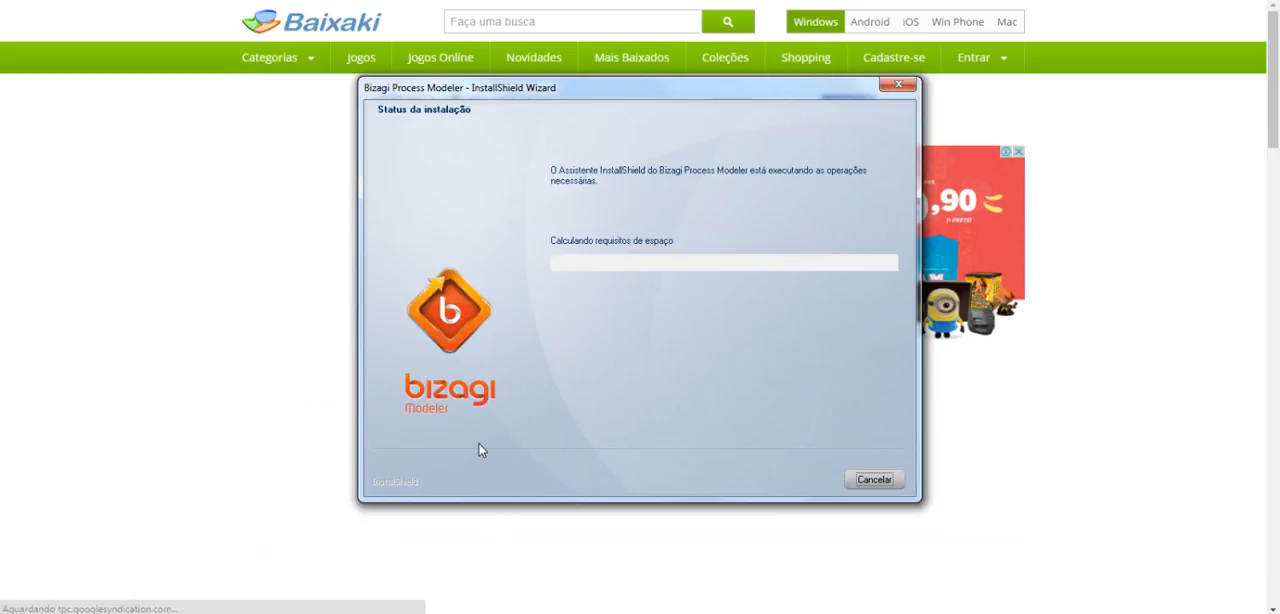 Baixaki
Faça uma busca
Windows Android iOS Win Phone Mac
Categorias Jogos Jogos Online Novidades Mais Baixados Coleções Shopping Cadastre-se Entrar
Bizagi Process Modeler - InstallShield Wizard
Status da instalação
O Assistente InstallShield do Bizagi Process Modeler está executando as operações
necessárias.
,90
Calculando requisitos de espaço
b
bizagi
Modeler
InstallShield
Cancelar
Aguardando tpc.googlesyndication.com...